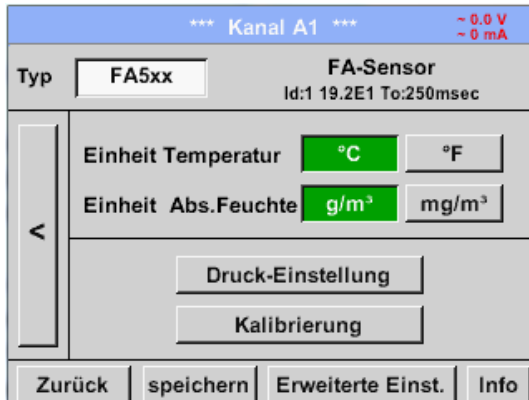 *** Kanal A1 ***
~ 0.0 V
~ 0 mA
Typ FA5xx FA-Sensor
Id:1 19.2E1 To:250msec
Einheit Temperatur °C °F
Einheit Abs.Feuchte g/m³ mg/m³
<
Druck-Einstellung
Kalibrierung
Zurück speichern Erweiterte Einst. Info